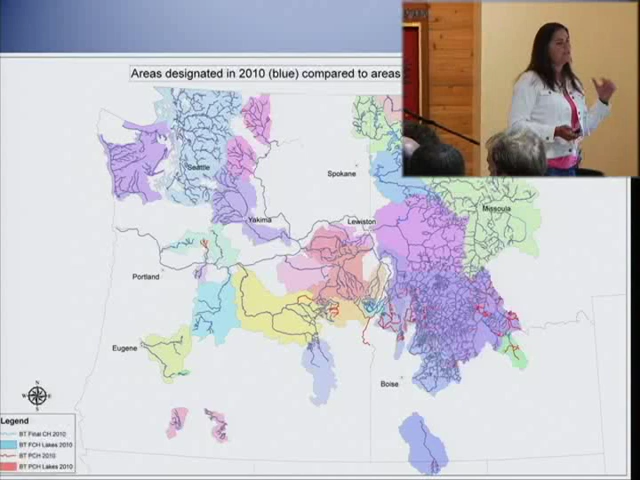 Areas designated in 2010 (blue) compared to areas
Seattle
Spokane
Missoula
Yakima
Lewiston
Portland
Eugene
Boise
N
W
E
S
Legend
BT Final CH 2010
BT FCH Lakes 2010
BT PCH 2010
BT PCH Lakes 2010